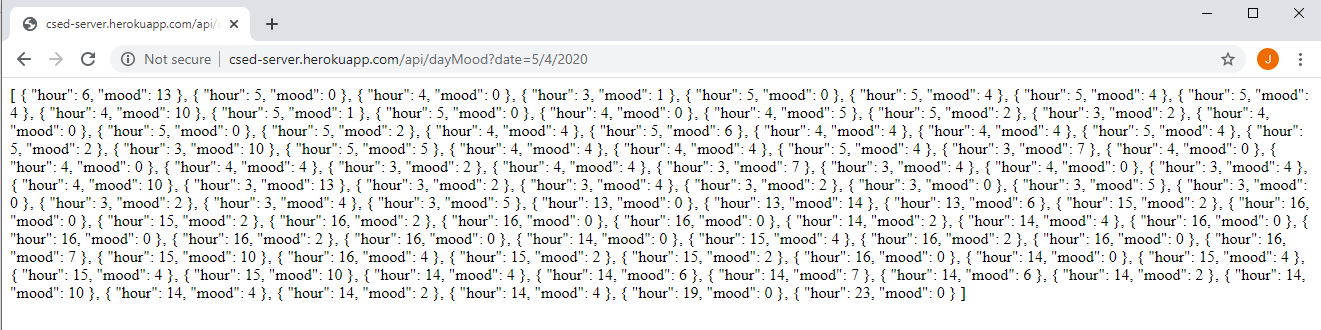 csed-server.herokuapp.com/api/
Not secure | csed-server.herokuapp.com/api/dayMood?date=5/4/2020
J
[ { "hour": 6, "mood": 13 }, { "hour": 5, "mood": 0 }, { "hour": 4, "mood": 0 }, { "hour": 3, "mood": 1 }, { "hour": 5, "mood": 0 }, { "hour": 5, "mood": 4 }, { "hour": 5, "mood": 4 }, { "hour": 5, "mood":
4 }, { "hour": 4, "mood": 10 }, { "hour": 5, "mood": 1 }, { "hour": 5, "mood": 0 }, { "hour": 4, "mood": 0 }, { "hour": 4, "mood": 5 }, { "hour": 5, "mood": 2 }, { "hour": 3, "mood": 2 }, { "hour": 4,
"mood": 0 }, { "hour": 5, "mood": 0 }, { "hour": 5, "mood": 2 }, { "hour": 4, "mood": 4 }, { "hour": 5, "mood": 6 }, { "hour": 4, "mood": 4 }, { "hour": 4, "mood": 4 }, { "hour": 5, "mood": 4 }, { "hour":
5, "mood": 2 }, { "hour": 3, "mood": 10 }, { "hour": 5, "mood": 5 }, { "hour": 4, "mood": 4 }, { "hour": 4, "mood": 4 }, { "hour": 5, "mood": 4 }, { "hour": 3, "mood": 7 }, { "hour": 4, "mood": 0 }, {
"hour": 4, "mood": 0 }, { "hour": 4, "mood": 4 }, { "hour": 3, "mood": 2 }, { "hour": 4, "mood": 4 }, { "hour": 3, "mood": 7 }, { "hour": 3, "mood": 4 }, { "hour": 4, "mood": 0 }, { "hour": 3, "mood": 4 },
{ "hour": 4, "mood": 10 }, { "hour": 3, "mood": 13 }, { "hour": 3, "mood": 2 }, { "hour": 3, "mood": 4 }, { "hour": 3, "mood": 2 }, { "hour": 3, "mood": 0 }, { "hour": 3, "mood": 5 }, { "hour": 3, "mood":
0 }, { "hour": 3, "mood": 2 }, { "hour": 3, "mood": 4 }, { "hour": 3, "mood": 5 }, { "hour": 13, "mood": 0 }, { "hour": 13, "mood": 14 }, { "hour": 13, "mood": 6 }, { "hour": 15, "mood": 2 }, { "hour": 16,
"mood": 0 }, { "hour": 15, "mood": 2 }, { "hour": 16, "mood": 2 }, { "hour": 16, "mood": 0 }, { "hour": 16, "mood": 0 }, { "hour": 14, "mood": 2 }, { "hour": 14, "mood": 4 }, { "hour": 16, "mood": 0 }, {
"hour": 16, "mood": 0 }, { "hour": 16, "mood": 2 }, { "hour": 16, "mood": 0 }, { "hour": 14, "mood": 0 }, { "hour": 15, "mood": 4 }, { "hour": 16, "mood": 2 }, { "hour": 16, "mood": 0 }, { "hour": 16,
"mood": 7 }, { "hour": 15, "mood": 10 }, { "hour": 16, "mood": 4 }, { "hour": 15, "mood": 2 }, { "hour": 15, "mood": 2 }, { "hour": 16, "mood": 0 }, { "hour": 14, "mood": 0 }, { "hour": 15, "mood": 4 },
{ "hour": 15, "mood": 4 }, { "hour": 15, "mood": 10 }, { "hour": 14, "mood": 4 }, { "hour": 14, "mood": 6 }, { "hour": 14, "mood": 7 }, { "hour": 14, "mood": 6 }, { "hour": 14, "mood": 2 }, { "hour": 14,
"mood": 10 }, { "hour": 14, "mood": 4 }, { "hour": 14, "mood": 2 }, { "hour": 14, "mood": 4 }, { "hour": 19, "mood": 0 }, { "hour": 23, "mood": 0 } ]